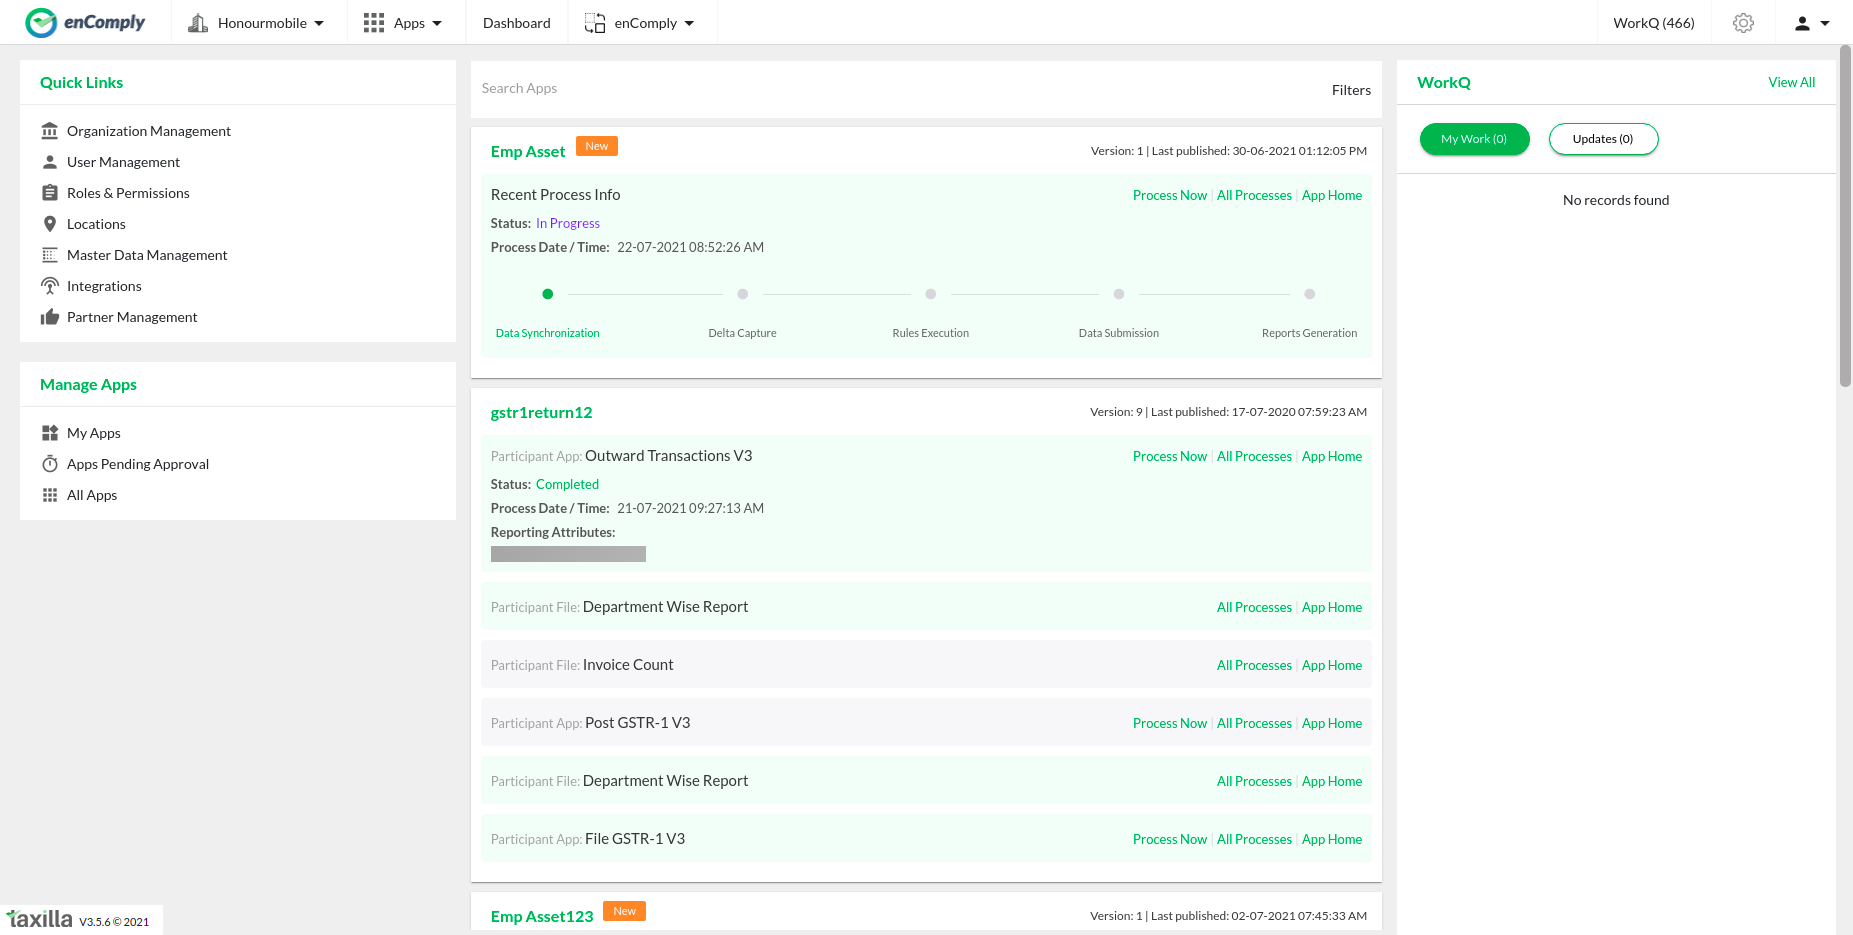 enComply Honourmobile Apps Dashboard enComply WorkQ (466)
Quick Links
Organization Management
User Management
Roles & Permissions
Locations
Master Data Management
Integrations
Partner Management
Manage Apps
My Apps
Apps Pending Approval
All Apps
Search Apps Filters
Emp Asset New Version: 1 | Last published: 30-06-2021 01:12:05 PM
Recent Process Info Process Now | All Processes | App Home
Status: In Progress
Process Date / Time: 22-07-2021 08:52:26 AM
Data Synchronization Delta Capture Rules Execution Data Submission Reports Generation
gstr1return12 Version: 9 | Last published: 17-07-2020 07:59:23 AM
Participant App: Outward Transactions V3 Process Now | All Processes | App Home
Status: Completed
Process Date / Time: 21-07-2021 09:27:13 AM
Reporting Attributes:
Participant File: Department Wise Report All Processes | App Home
Participant File: Invoice Count All Processes | App Home
Participant App: Post GSTR-1 V3 Process Now | All Processes | App Home
Participant File: Department Wise Report All Processes | App Home
Participant App: File GSTR-1 V3 Process Now | All Processes | App Home
Emp Asset123 New Version: 1 | Last published: 02-07-2021 07:45:33 AM
WorkQ View All
My Work (0) Updates (0)
No records found
taxilla V3.5.6 © 2021